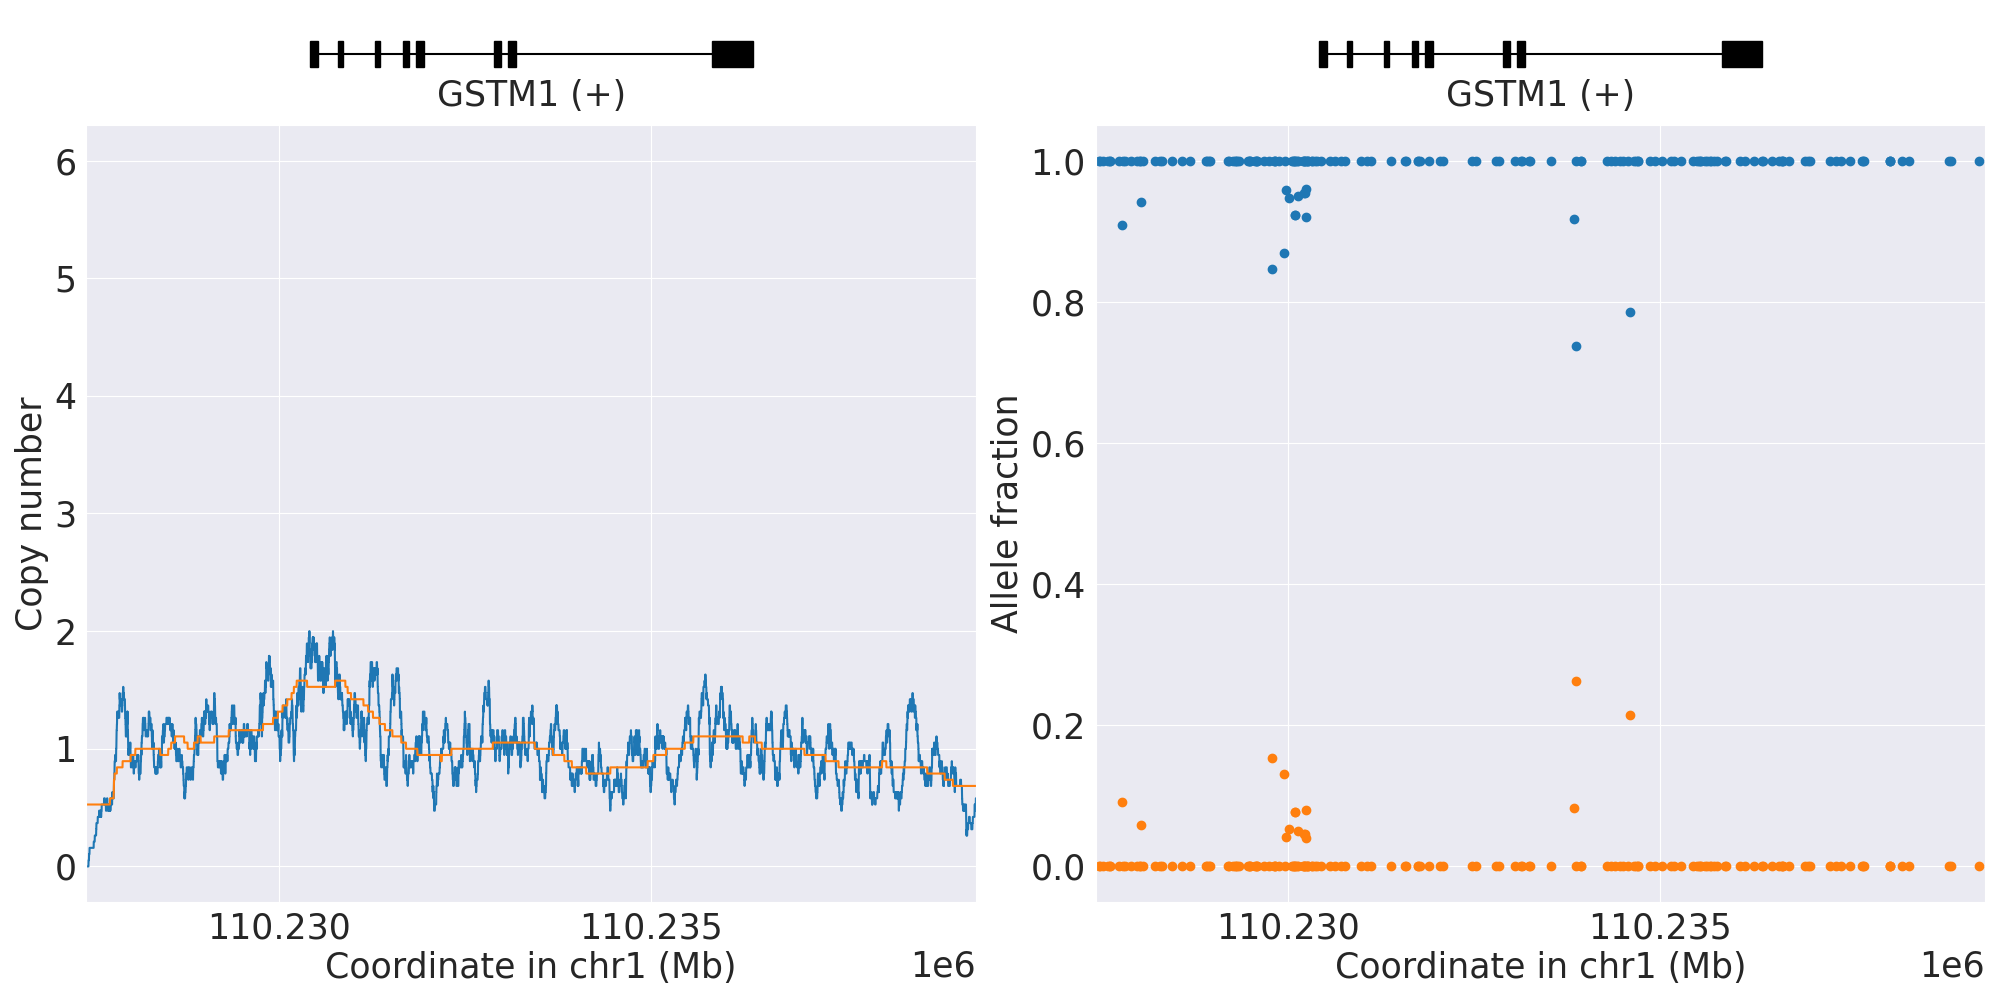 GSTM1 (+)
6
5
4
3
2
1
0
Copy number
110.230
110.235
Coordinate in chr1 (Mb)
1e6
GSTM1 (+)
1.0
0.8
0.6
0.4
0.2
0.0
Allele fraction
110.230
110.235
Coordinate in chr1 (Mb)
1e6